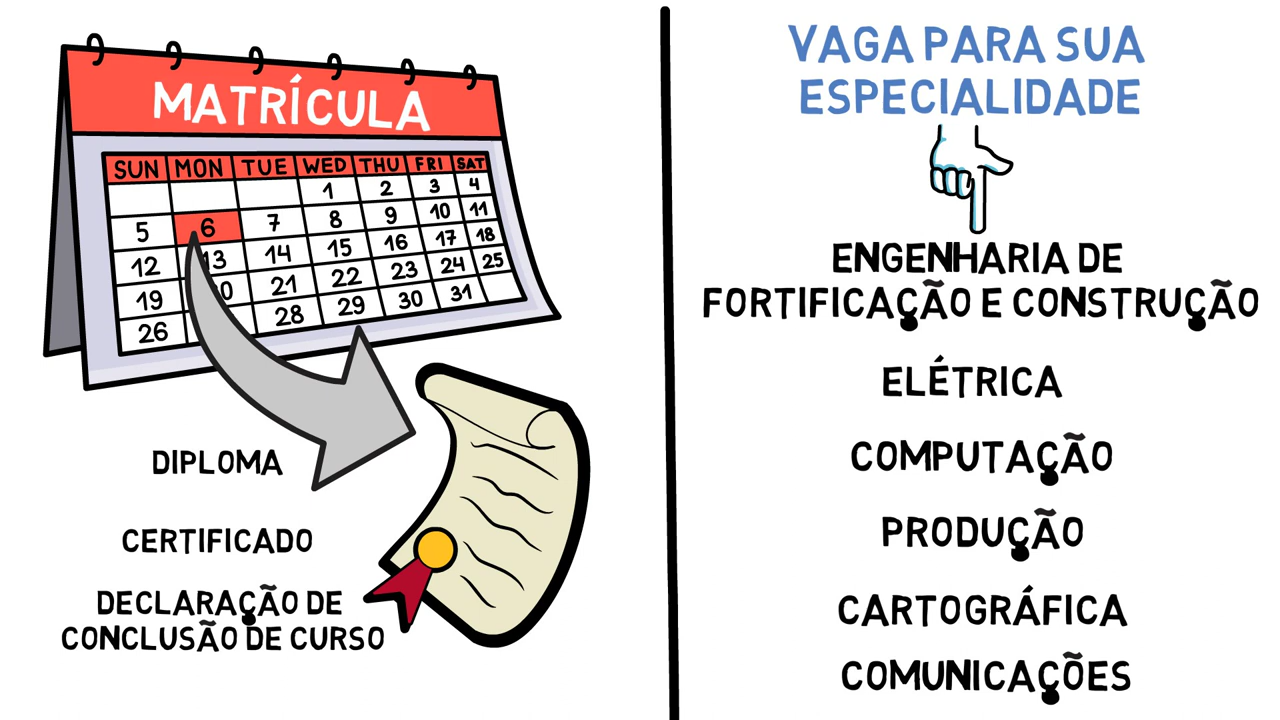 MATRÍCULA
SUN MON TUE WED THU FRI SAT
1 2 3 4
5 6 7 8 9 10 11
12 13 14 15 16 17 18
19 21 22 23 24 25
26 28 29 30 31
DIPLOMA
CERTIFICADO
DECLARAÇÃO DE
CONCLUSÃO DE CURSO
VAGA PARA SUA
ESPECIALIDADE
ENGENHARIA DE
FORTIFICAÇÃO E CONSTRUÇÃO
ELÉTRICA
COMPUTAÇÃO
PRODUÇÃO
CARTOGRÁFICA
COMUNICAÇÕES